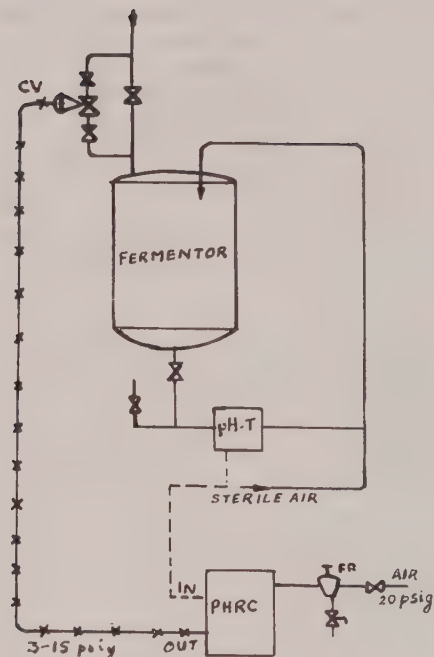 CV
FERMENTOR
pH-T
STERILE AIR
IN
PHRC
FR
AIR
20 psig
3-15 psig
OUT